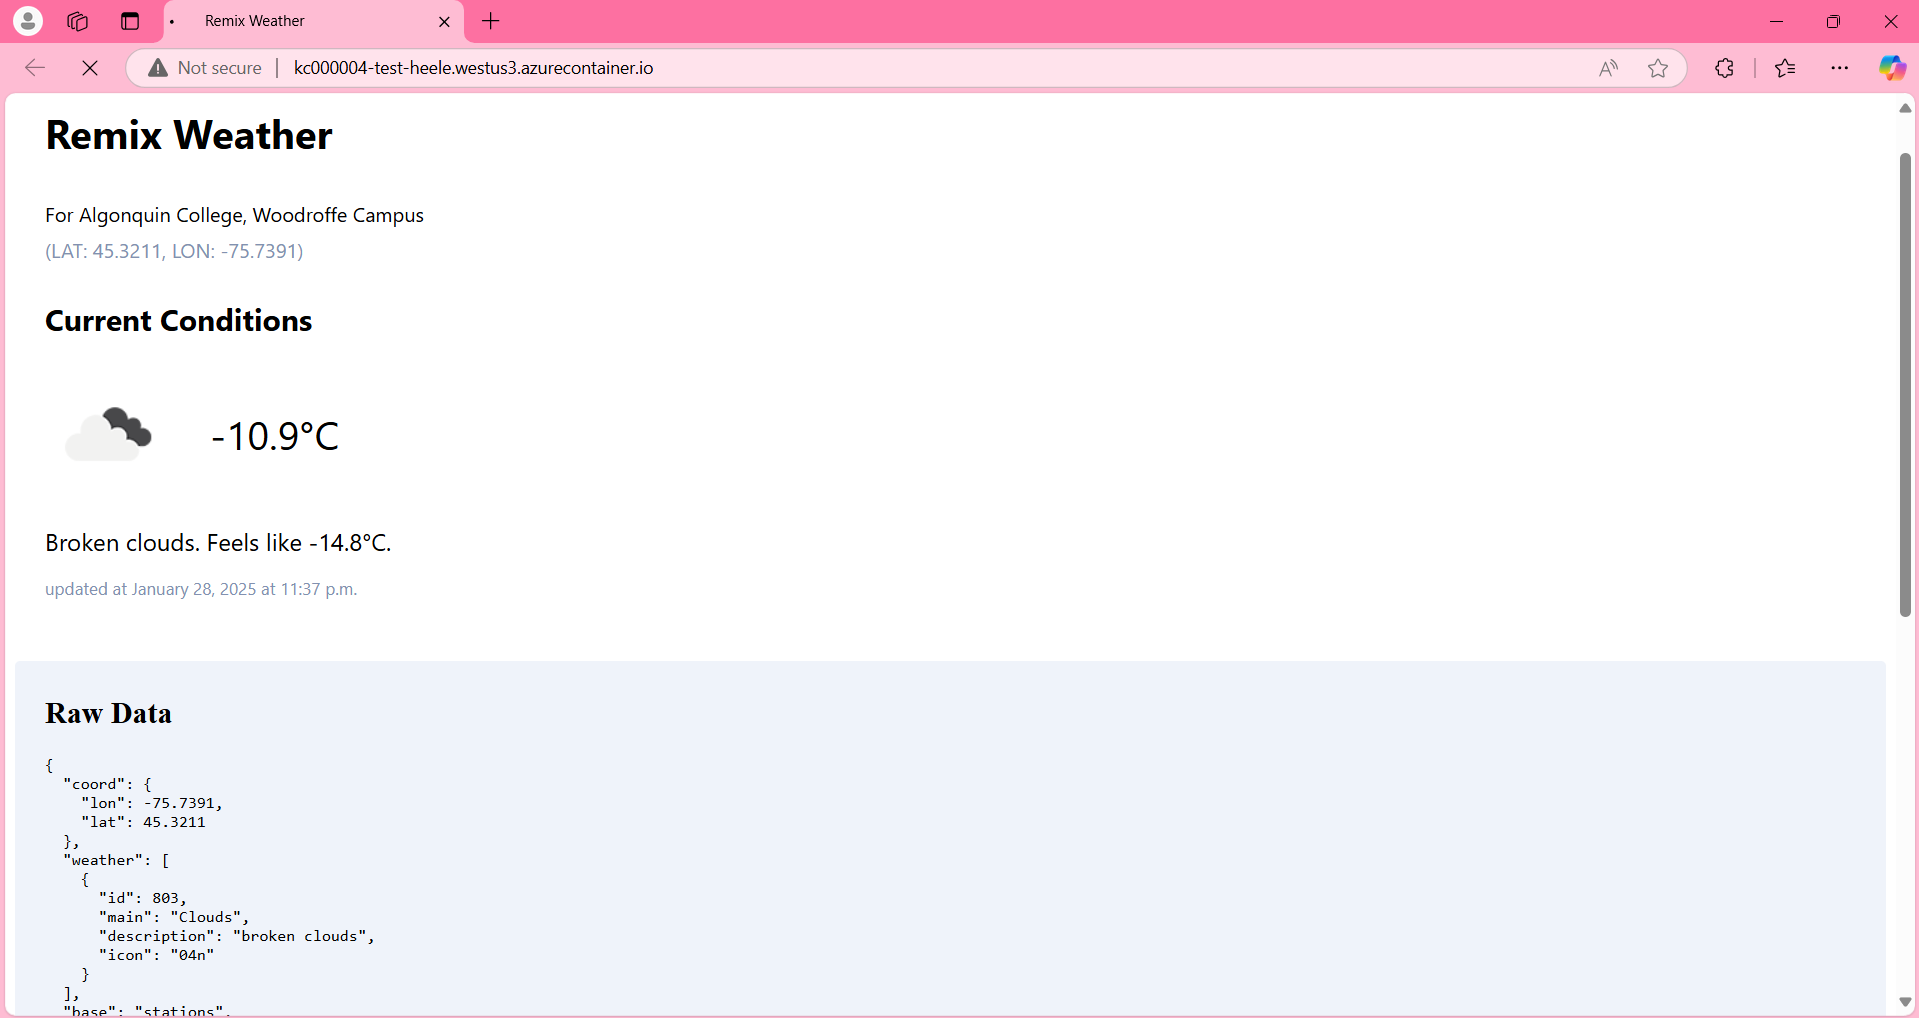 Remix Weather
Not secure
kc000004-test-heele.westus3.azurecontainer.io
Remix Weather
For Algonquin College, Woodroffe Campus
(LAT: 45.3211, LON: -75.7391)
Current Conditions
-10.9°C
Broken clouds. Feels like -14.8°C.
updated at January 28, 2025 at 11:37 p.m.
Raw Data
{
  "coord": {
    "lon": -75.7391,
    "lat": 45.3211
  },
  "weather": [
    {
      "id": 803,
      "main": "Clouds",
      "description": "broken clouds",
      "icon": "04n"
    }
  ],
  "base": "stations",